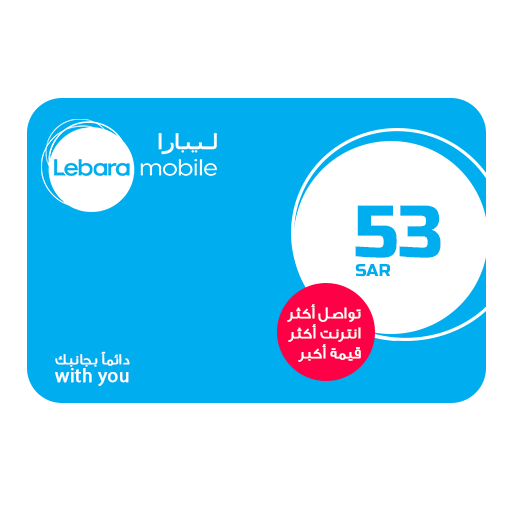 ليبارا
Lebara mobile
53
SAR
تواصل أكثر
انترنت أكثر
قيمة أكبر
دائماً بجانبك
with you